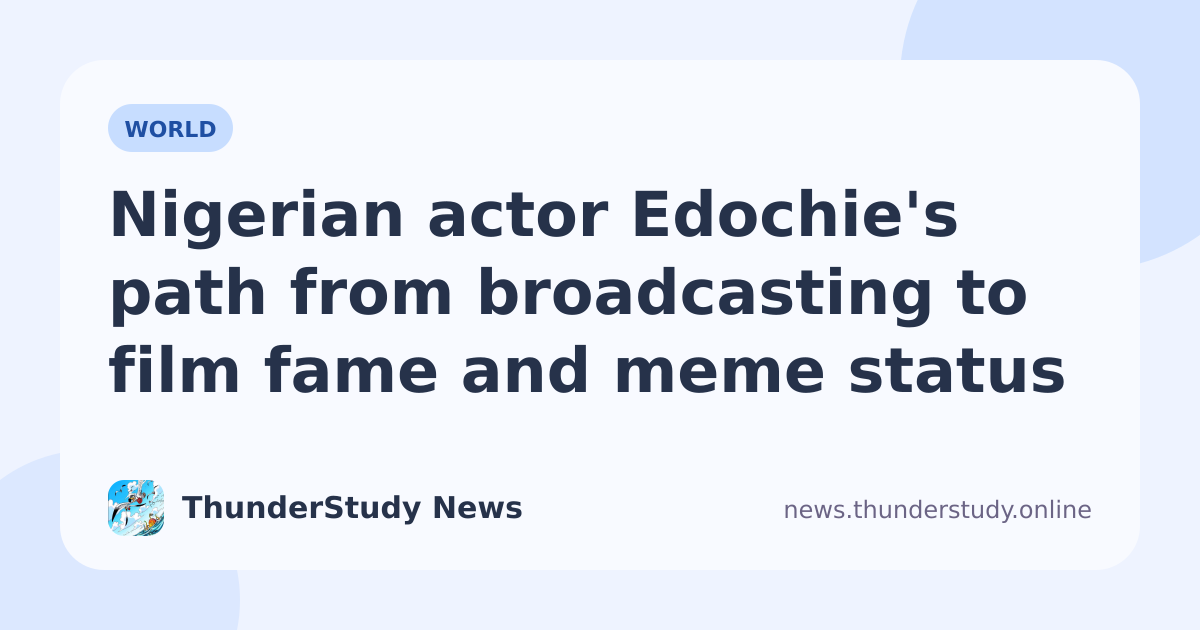 WORLD
Nigerian actor Edochie's
path from broadcasting to
film fame and meme status
ThunderStudy News
news.thunderstudy.online